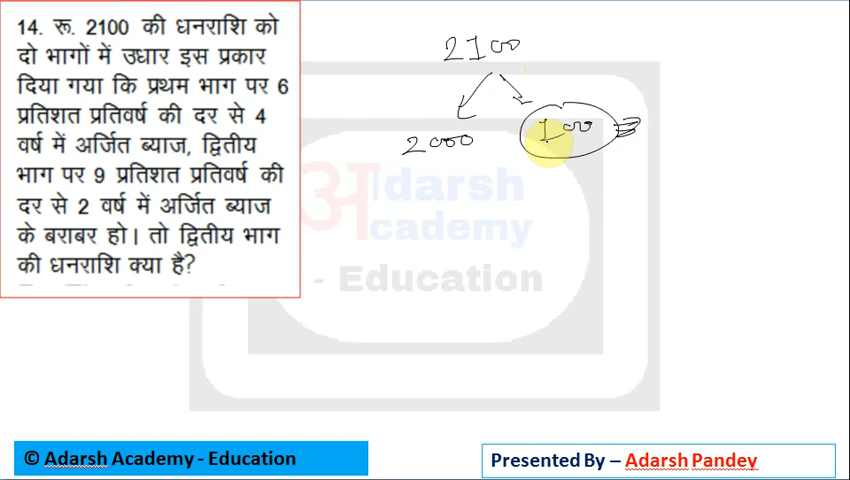 14. रू. 2100 की धनराशि को
दो भागों में उधार इस प्रकार
दिया गया कि प्रथम भाग पर 6
प्रतिशत प्रतिवर्ष की दर से 4
वर्ष में अर्जित ब्याज, द्वितीय
भाग पर 9 प्रतिशत प्रतिवर्ष की
दर से 2 वर्ष में अर्जित ब्याज
के बराबर हो। तो द्वितीय भाग
की धनराशि क्या है?
2100
2000 100
अ
darsh
cademy
- Education
© Adarsh Academy - Education
Presented By – Adarsh Pandey